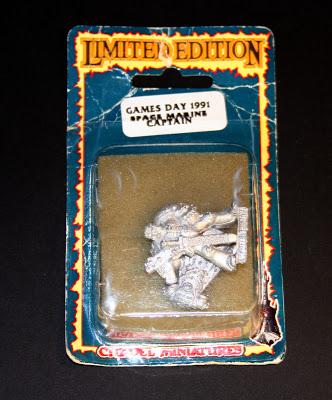 LIMITED EDITION
GAMES DAY 1991
SPACE MARINE
CAPTAIN
CITADEL MINIATURES